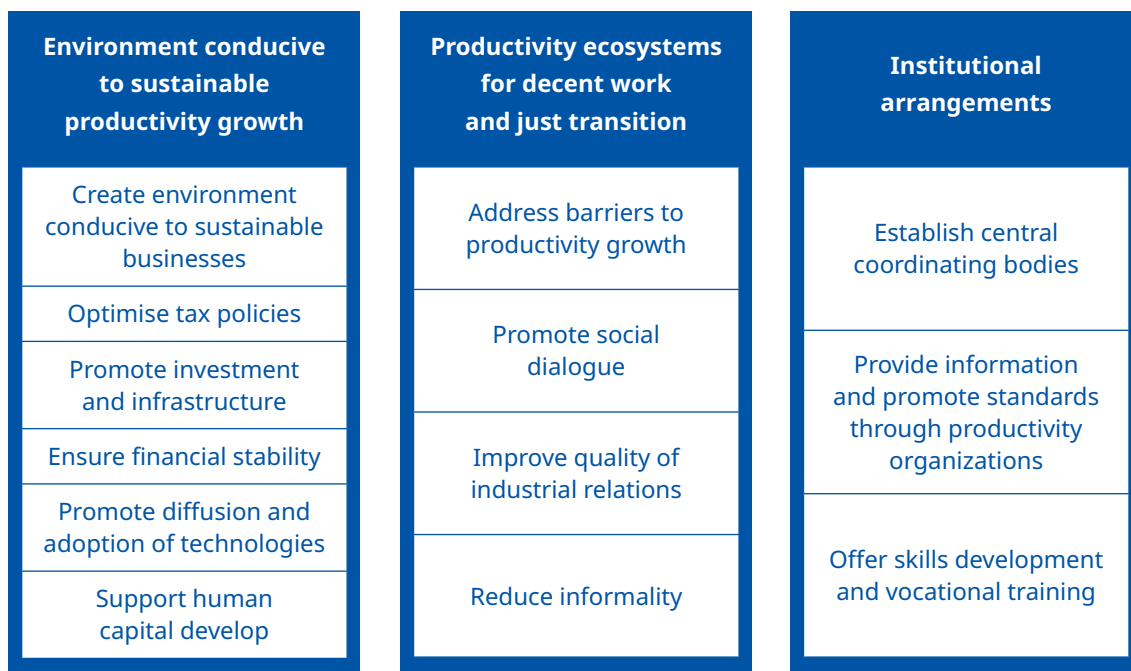 Environment conducive
to sustainable
productivity growth
Create environment
conducive to sustainable
businesses
Optimise tax policies
Promote investment
and infrastructure
Ensure financial stability
Promote diffusion and
adoption of technologies
Support human
capital develop
Productivity ecosystems
for decent work
and just transition
Address barriers to
productivity growth
Promote social
dialogue
Improve quality of
industrial relations
Reduce informality
Institutional
arrangements
Establish central
coordinating bodies
Provide information
and promote standards
through productivity
organizations
Offer skills development
and vocational training